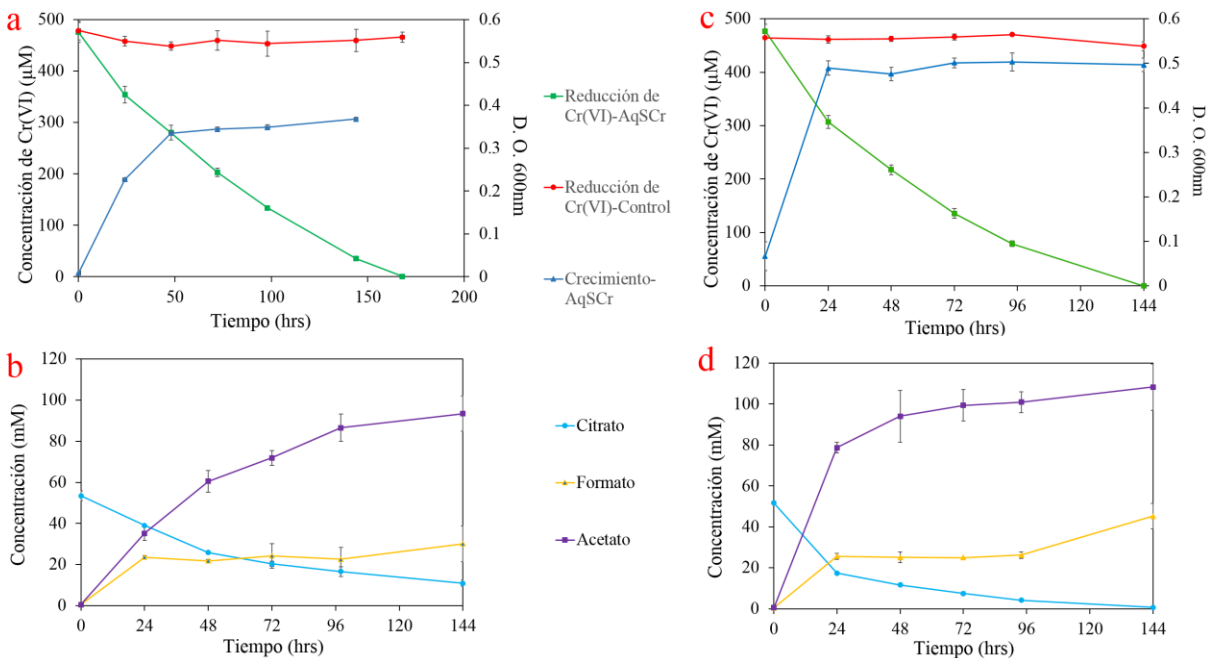 a
500
400
300
200
100
0
Concentración de Cr(VI) (µM)
0.6
0.5
0.4
0.3
0.2
0.1
0
D. O. 600nm
0
50
100
150
200
Tiempo (hrs)
Reducción de
Cr(VI)-AqSCr
Reducción de
Cr(VI)-Control
Crecimiento-
AqSCr
c
500
400
300
200
100
0
Concentración de Cr(VI) (µM)
0.6
0.5
0.4
0.3
0.2
0.1
0
D. O. 600nm
0
24
48
72
96
120
144
Tiempo (hrs)
b
120
100
80
60
40
20
0
Concentración (mM)
0
24
48
72
96
120
144
Tiempo (hrs)
Citrato
Formato
Acetato
d
120
100
80
60
40
20
0
Concentración (mM)
0
24
48
72
96
120
144
Tiempo (hrs)